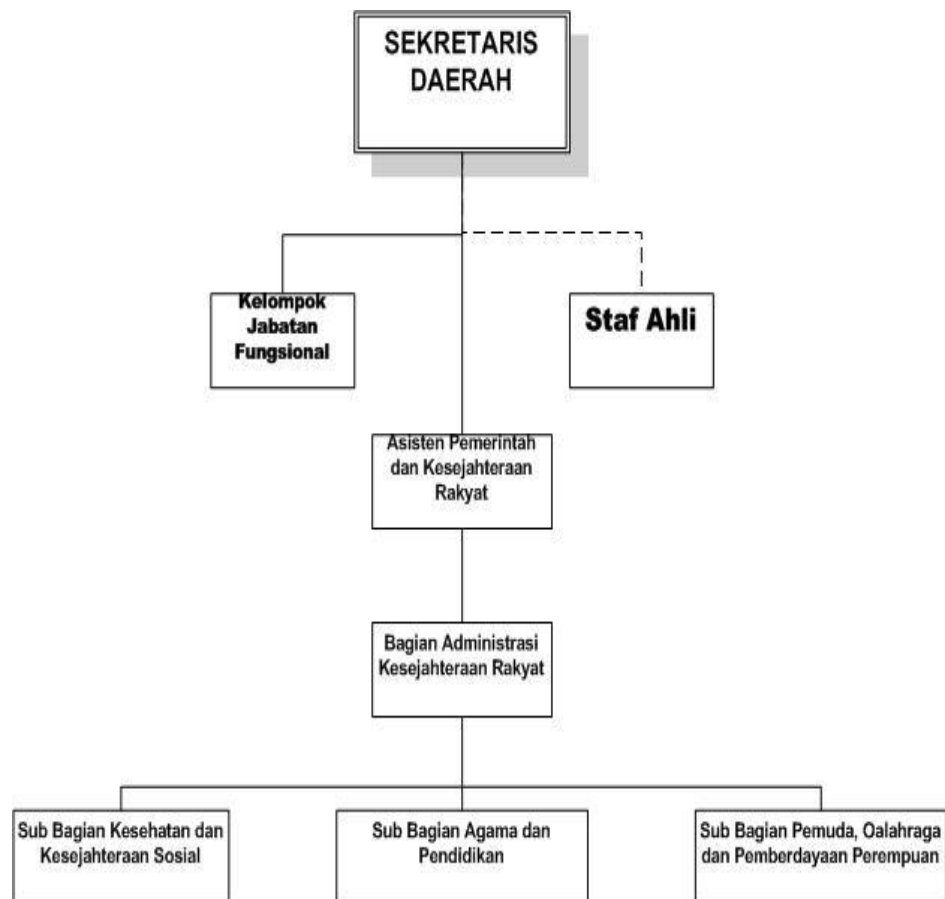 SEKRETARIS
DAERAH
Kelompok
Jabatan
Fungsional
Staf Ahli
Asisten Pemerintah
dan Kesejahteraan
Rakyat
Bagian Administrasi
Kesejahteraan Rakyat
Sub Bagian Kesehatan dan
Kesejahteraan Sosial
Sub Bagian Agama dan
Pendidikan
Sub Bagian Pemuda, Oalahraga
dan Pemberdayaan Perempuan